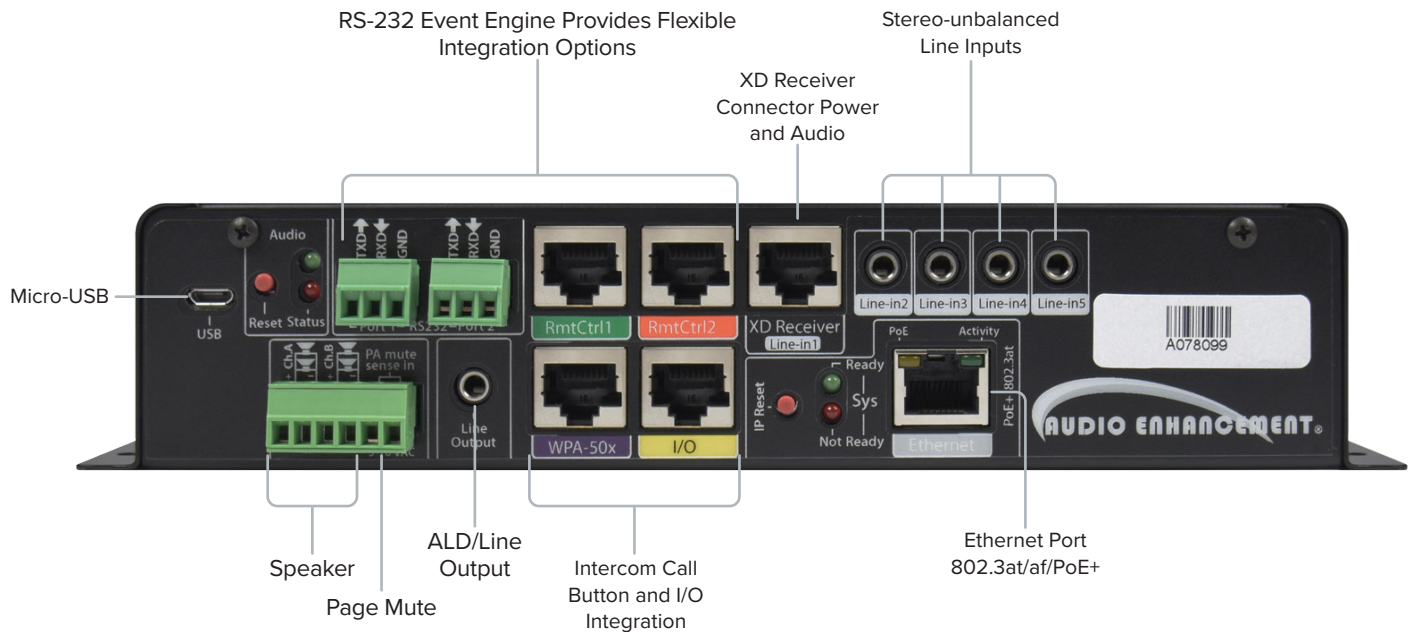 RS-232 Event Engine Provides Flexible
Integration Options
Stereo-unbalanced
Line Inputs
XD Receiver
Connector Power
and Audio
Micro-USB
USB
Audio
Reset Status
TXD RXD GND
TXD RXD GND
Port 1 RS232 Port 2
RmtCtrl1
RmtCtrl2
XD Receiver
Line-in1
Line-in2
Line-in3
Line-in4
Line-in5
A078099
+ Ch.A -
+ Ch.B -
PA mute
sense in
Line
Output
WPA-50x
I/O
IP Reset
Ready
Sys
Not Ready
PoE
Activity
Ethernet
PoE+ 802.3at
AUDIO ENHANCEMENT®
Speaker
Page Mute
ALD/Line
Output
Intercom Call
Button and I/O
Integration
Ethernet Port
802.3at/af/PoE+